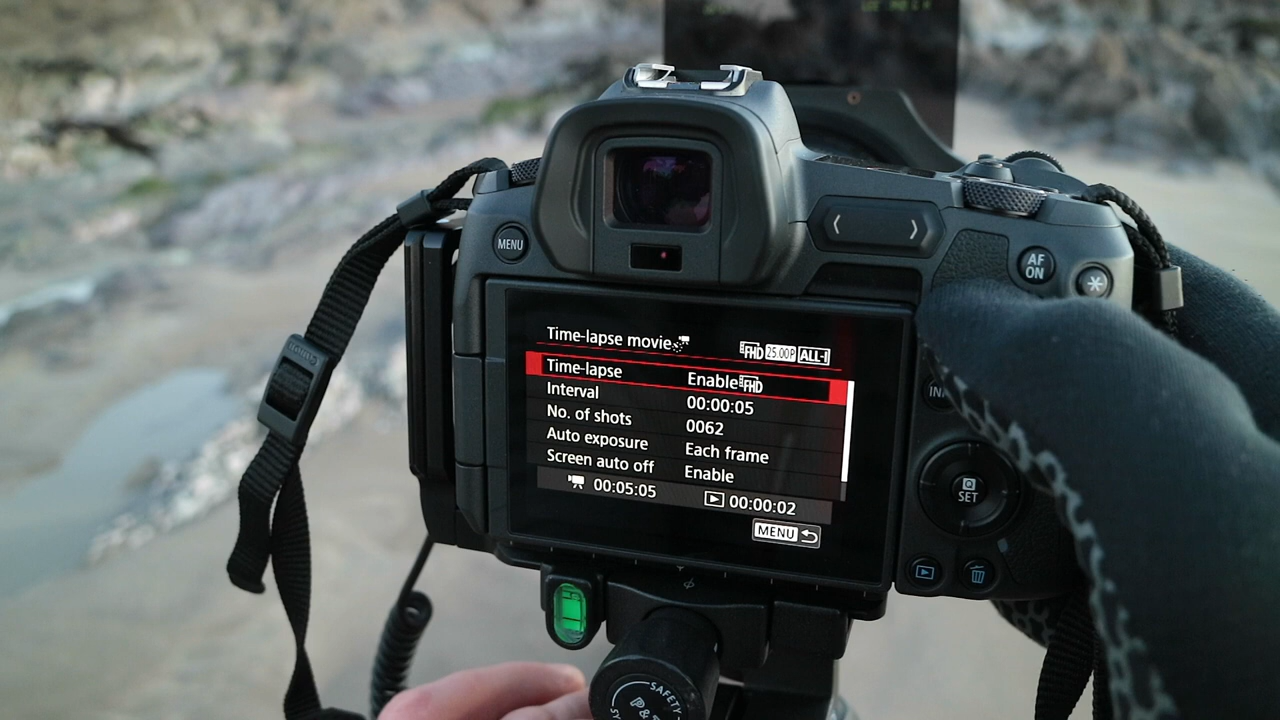 MENU
AF
ON
Time-lapse movie FHD 25.00P ALL-I
Time-lapse Enable FHD
Interval 00:00:05
No. of shots 0062
Auto exposure Each frame
Screen auto off Enable
00:05:05 00:00:02
MENU
Q
SET
SAFETY